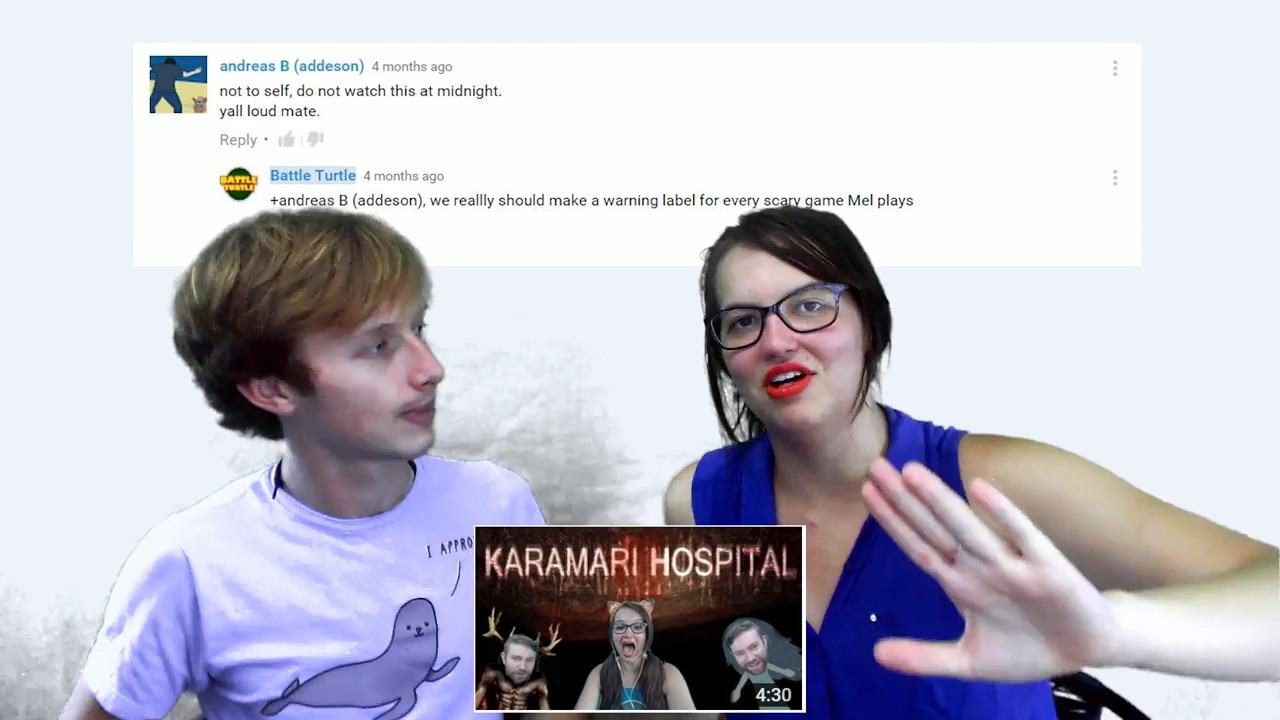 andreas B (addeson) 4 months ago
not to self, do not watch this at midnight.
yall loud mate.
Reply •
BATTLE
TURTLE
Battle Turtle 4 months ago
+andreas B (addeson), we reallly should make a warning label for every scary game Mel plays
I APPRO
KARAMARI HOSPITAL
4:30